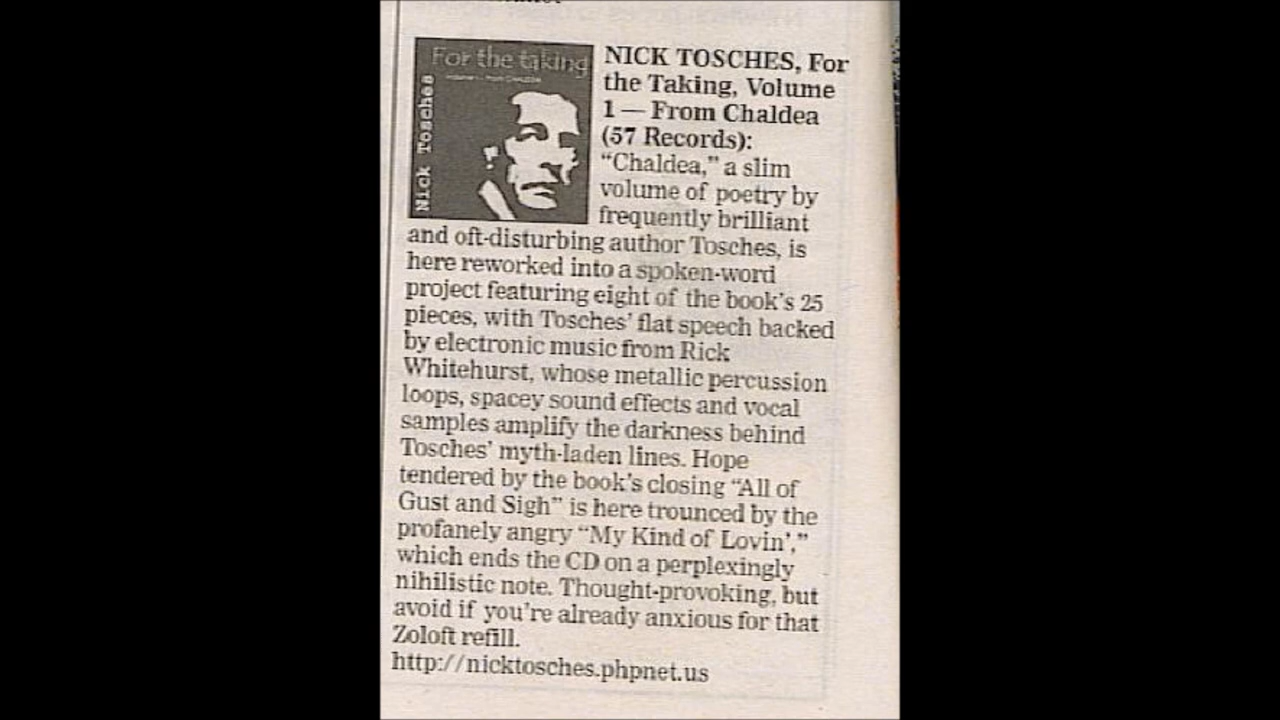 For the taking
Nick Tosches
NICK TOSCHES, For
the Taking, Volume
1 — From Chaldea
(57 Records):
“Chaldea,” a slim
volume of poetry by
frequently brilliant
and oft-disturbing author Tosches, is
here reworked into a spoken-word
project featuring eight of the book’s 25
pieces, with Tosches’ flat speech backed
by electronic music from Rick
Whitehurst, whose metallic percussion
loops, spacey sound effects and vocal
samples amplify the darkness behind
Tosches’ myth-laden lines. Hope
tendered by the book’s closing “All of
Gust and Sigh” is here trounced by the
profanely angry “My Kind of Lovin’,”
which ends the CD on a perplexingly
nihilistic note. Thought-provoking, but
avoid if you’re already anxious for that
Zoloft refill.
http://nicktosches.phpnet.us